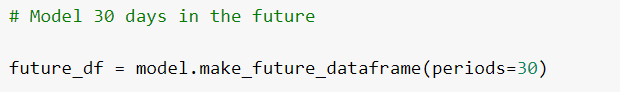 # Model 30 days in the future
future_df = model.make_future_dataframe(periods=30)